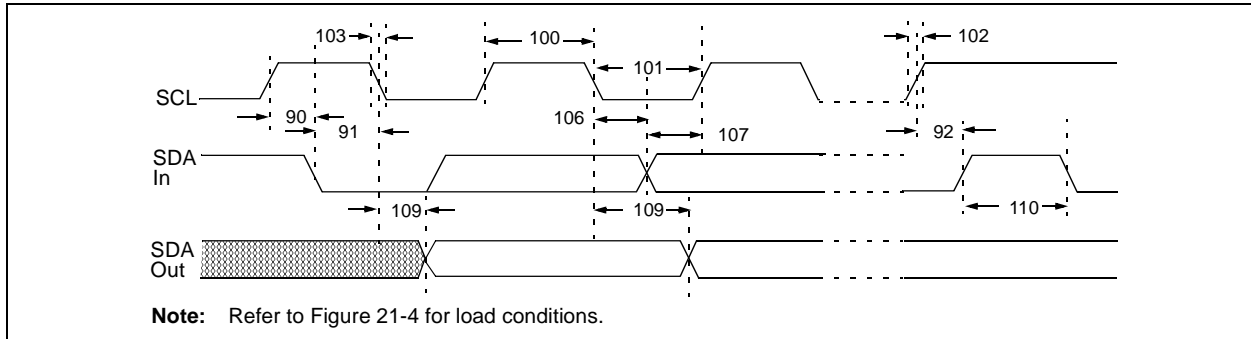 103
100
102
101
SCL
90
91
106
107
92
SDA
In
109
109
110
SDA
Out
Note: Refer to Figure 21-4 for load conditions.